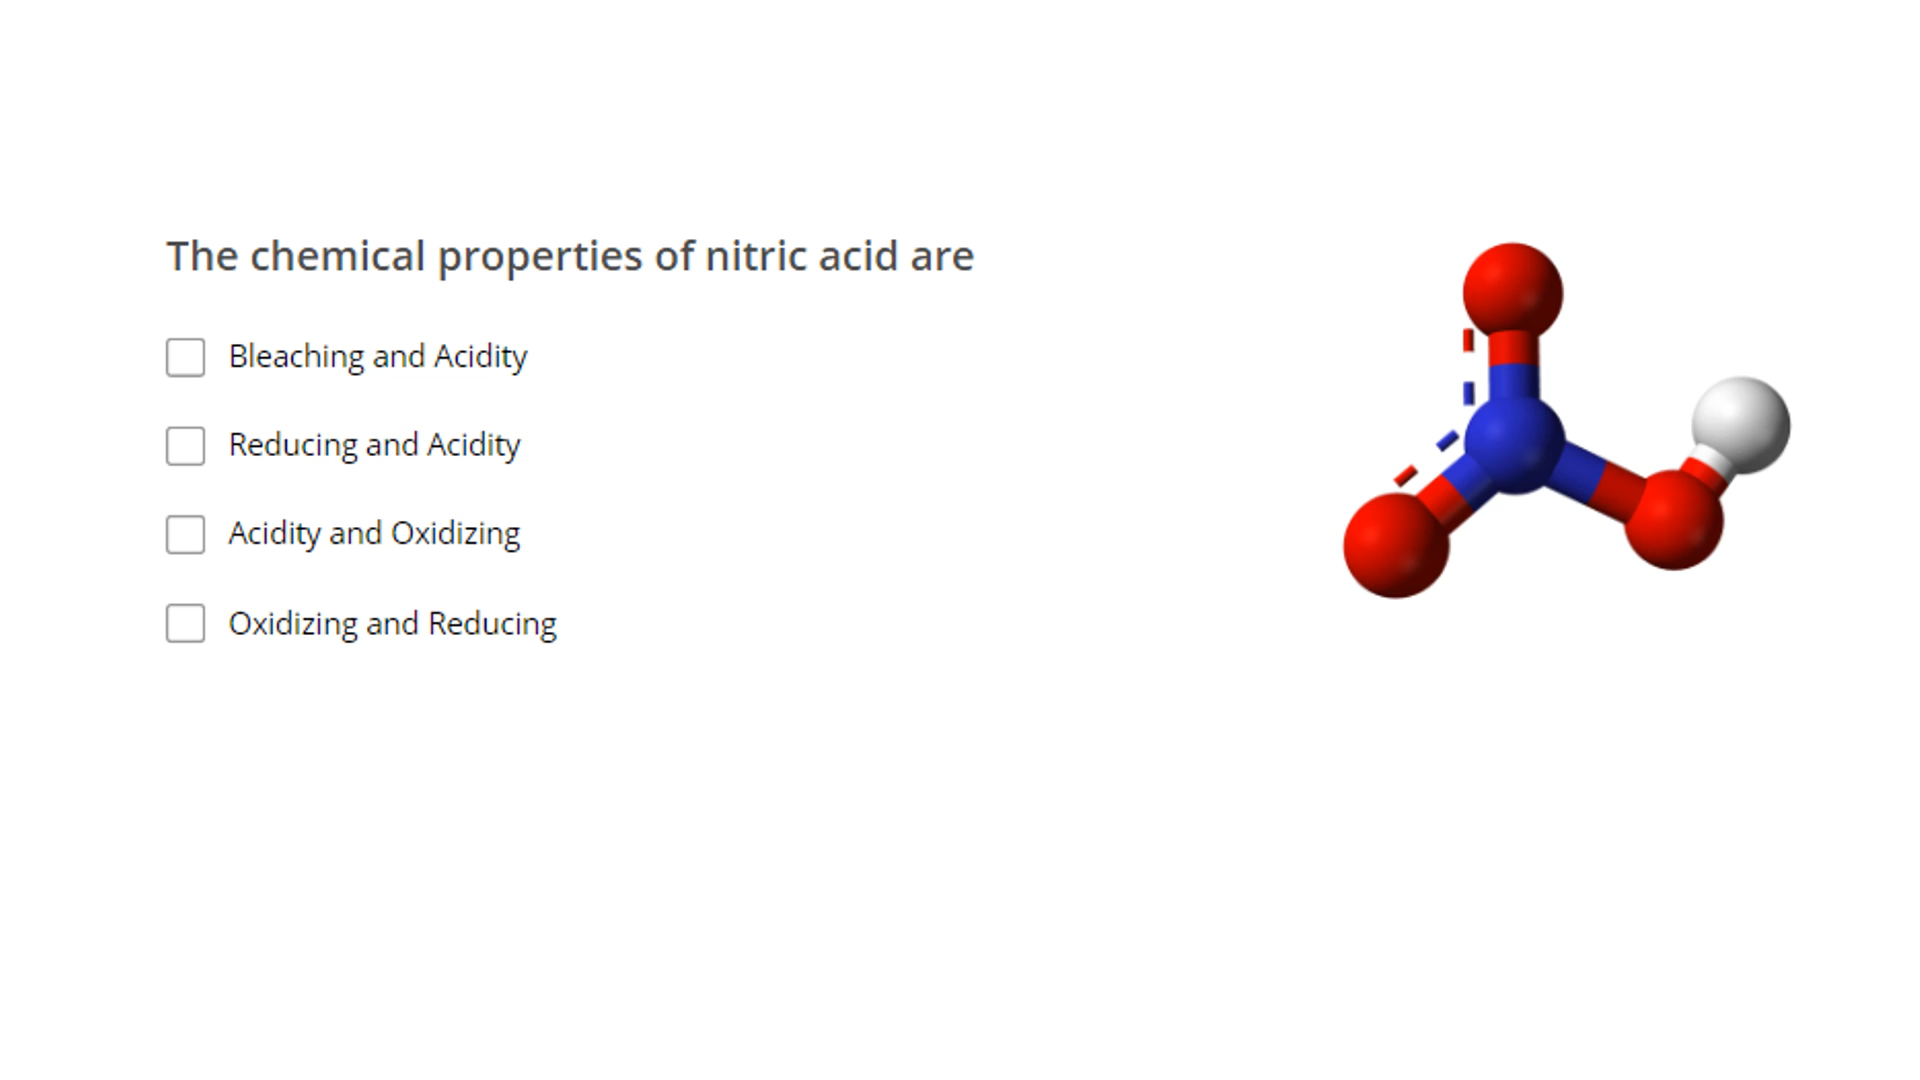 The chemical properties of nitric acid are
Bleaching and Acidity
Reducing and Acidity
Acidity and Oxidizing
Oxidizing and Reducing